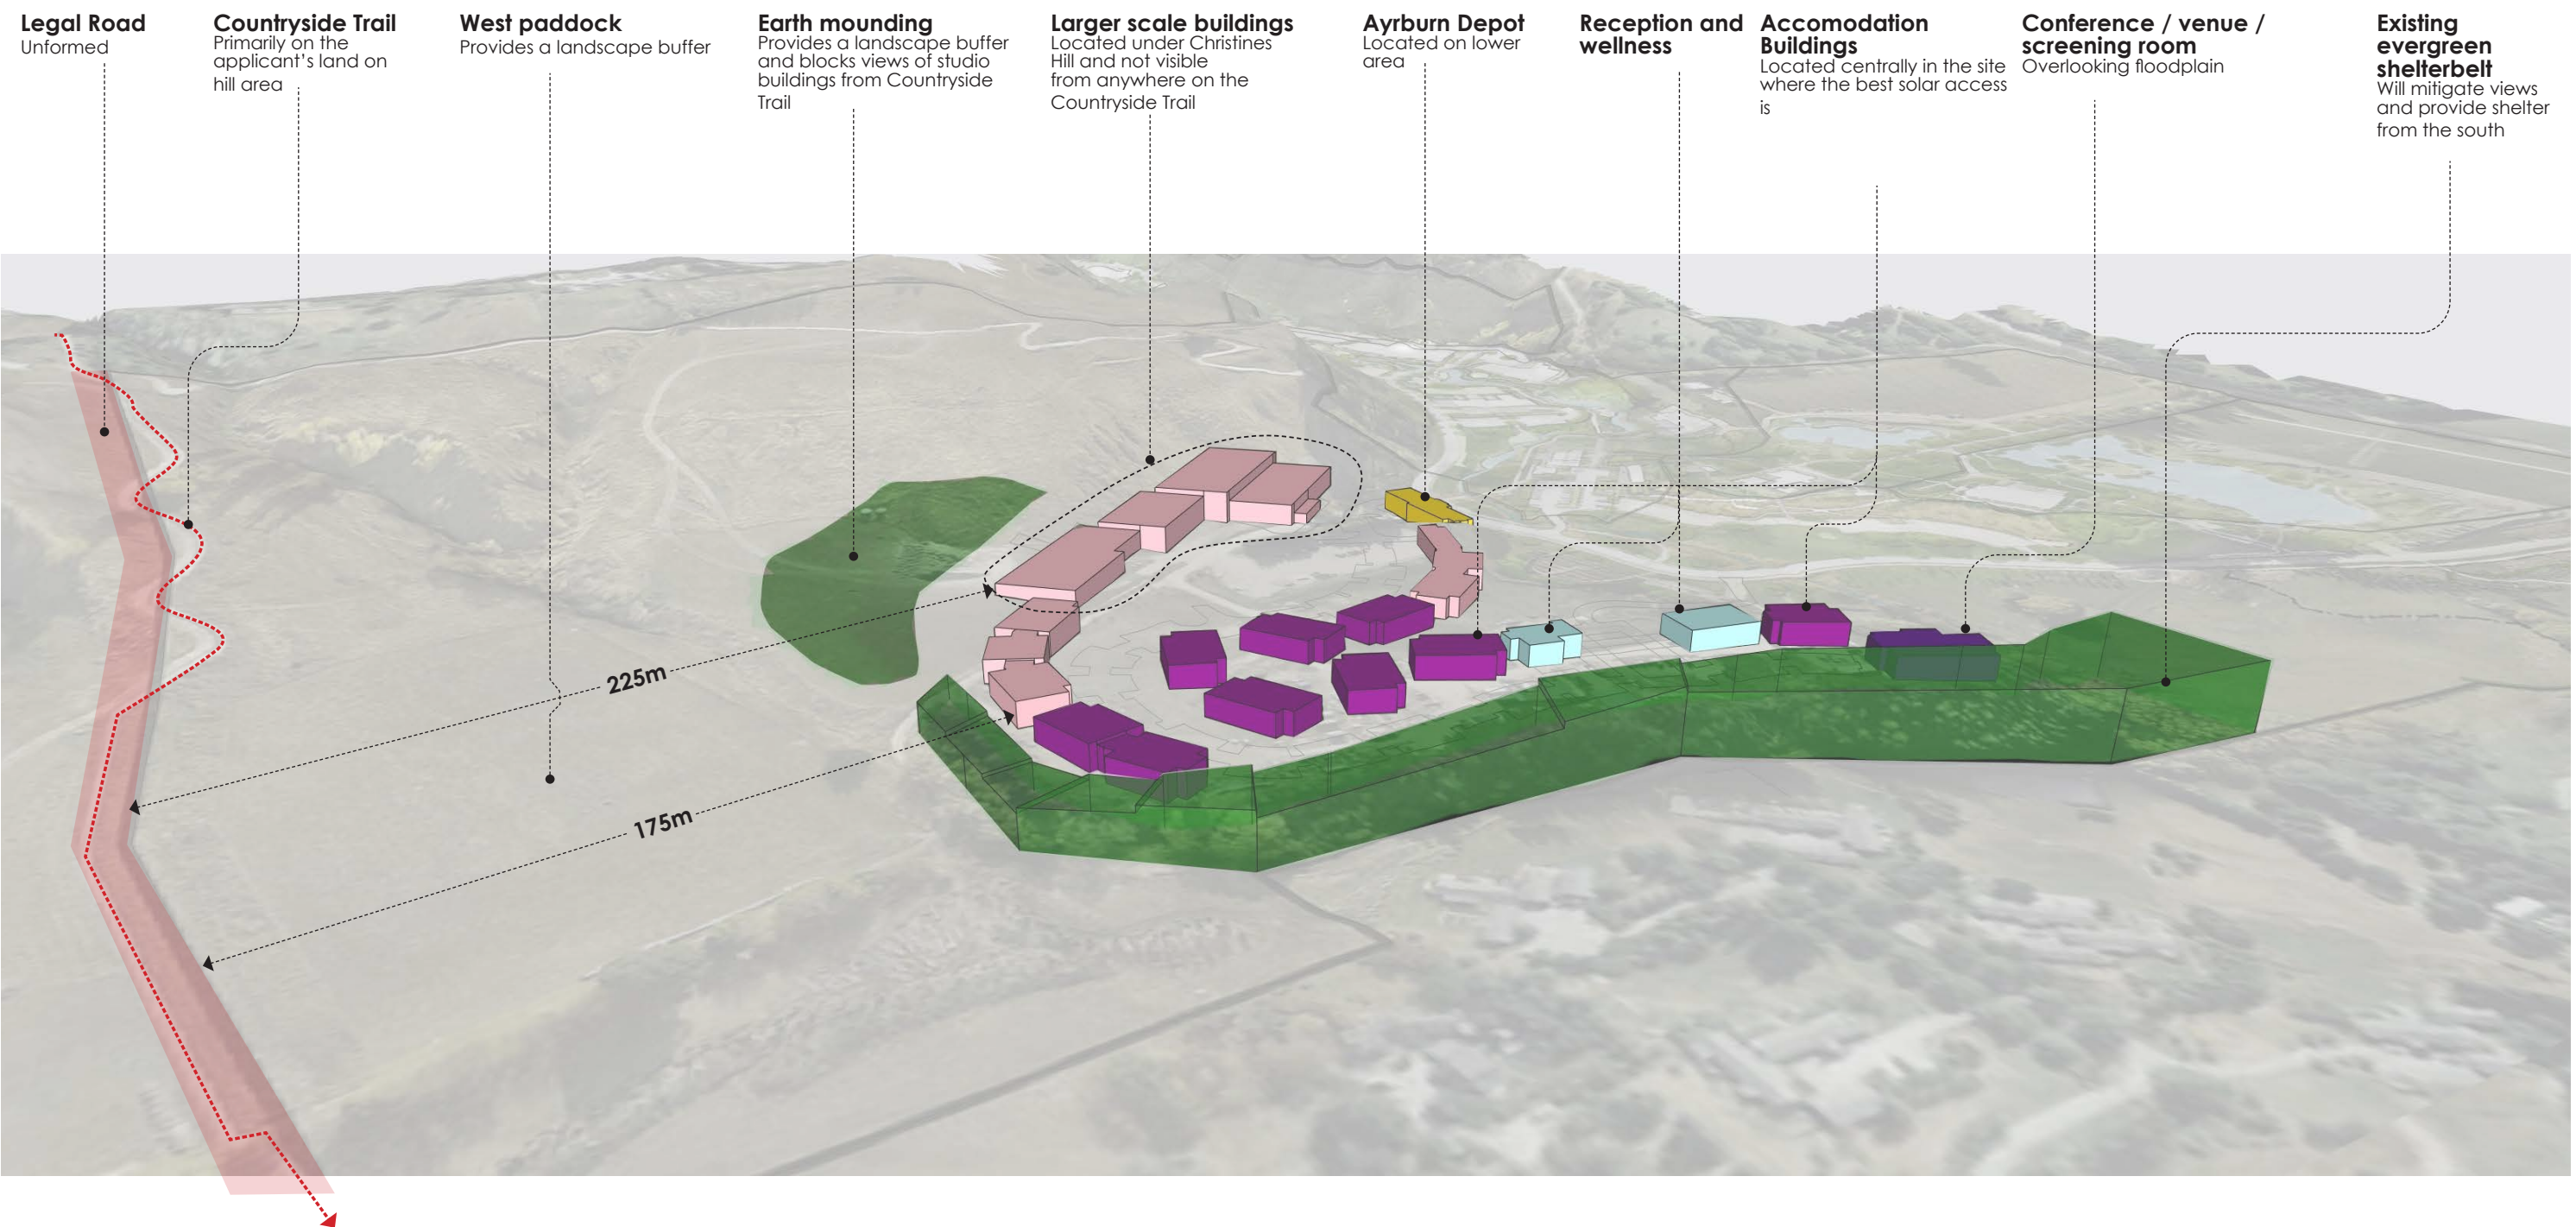 Legal Road
Unformed
Countryside Trail
Primarily on the
applicant's land on
hill area
West paddock
Provides a landscape buffer
Earth mounding
Provides a landscape buffer
and blocks views of studio
buildings from Countryside
Trail
Larger scale buildings
Located under Christines
Hill and not visible
from anywhere on the
Countryside Trail
Ayrburn Depot
Located on lower
area
Reception and
wellness
Accomodation
Buildings
Located centrally in the site
where the best solar access
is
Conference / venue /
screening room
Overlooking floodplain
Existing
evergreen
shelterbelt
Will mitigate views
and provide shelter
from the south
225m
175m